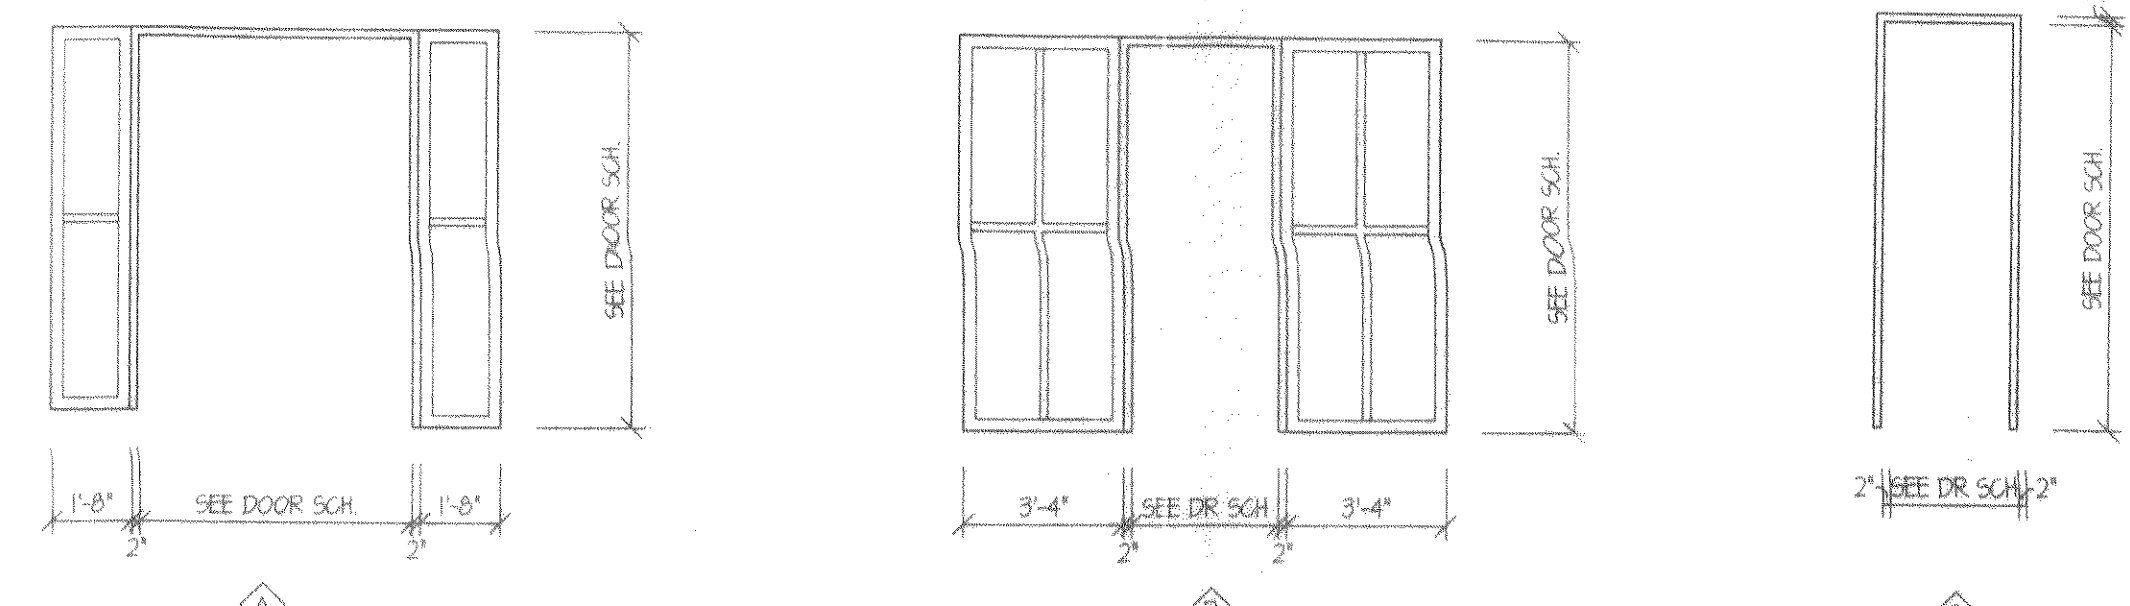 SEE DOOR SCH.
1'-8" SEE DOOR SCH. 1'-8"
2" 2"
SEE DOOR SCH.
3'-4" SEE DR SCH 3'-4"
2" 2"
SEE DOOR SCH.
2" SEE DR SCH 2"